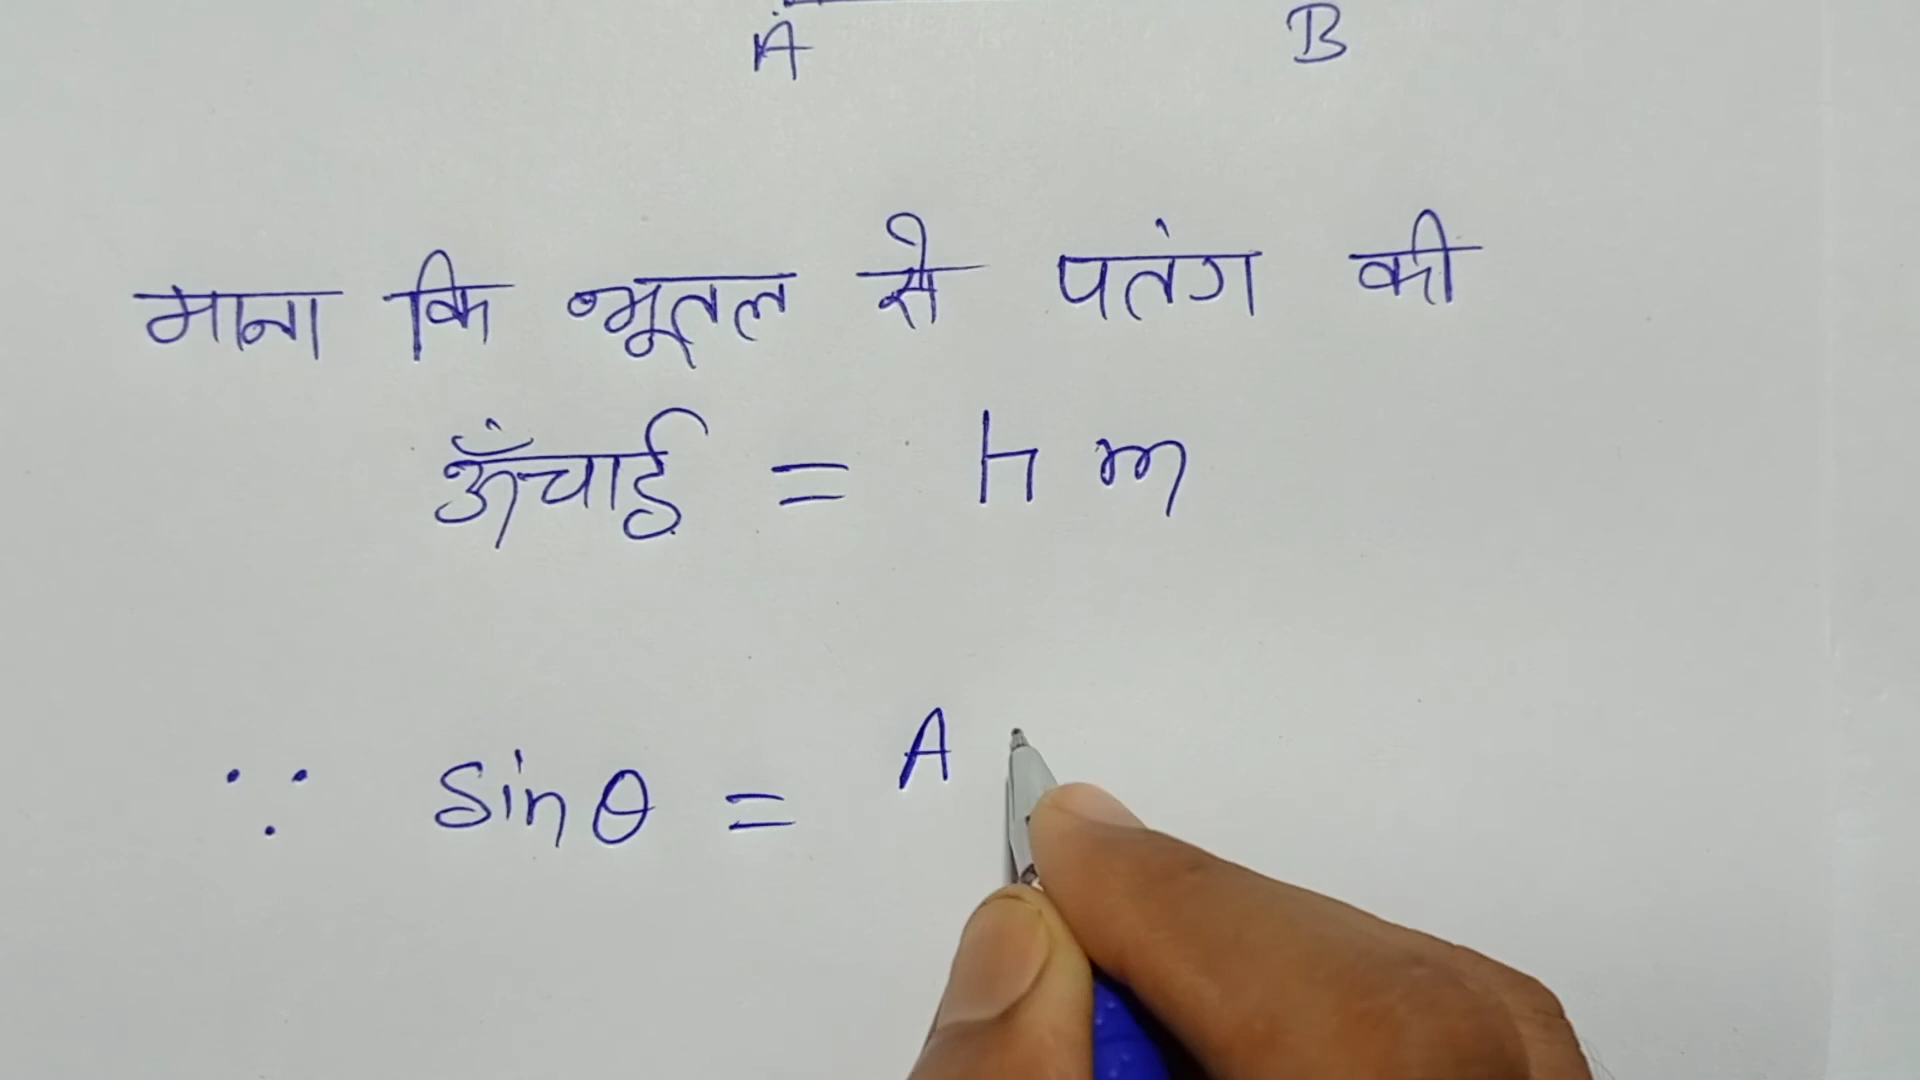 A B
माना कि भूतल से पतंग की
ऊँचाई = h m
∵ sinθ = A